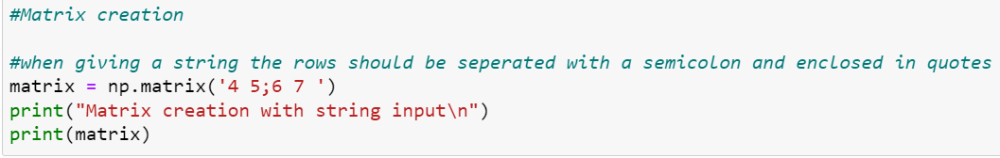 #Matrix creation
#when giving a string the rows should be seperated with a semicolon and enclosed in quotes
matrix = np.matrix('4 5;6 7 ')
print("Matrix creation with string input\n")
print(matrix)